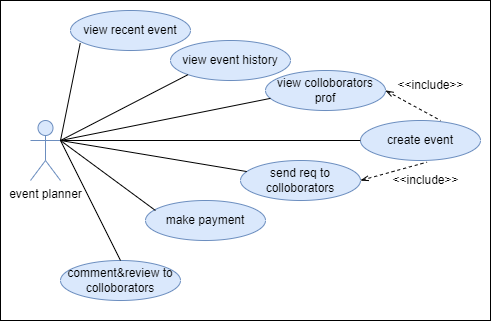 view recent event
view event history
view colloborators
prof
<<include>>
create event
event planner
send req to
colloborators
<<include>>
make payment
comment&review to
colloborators